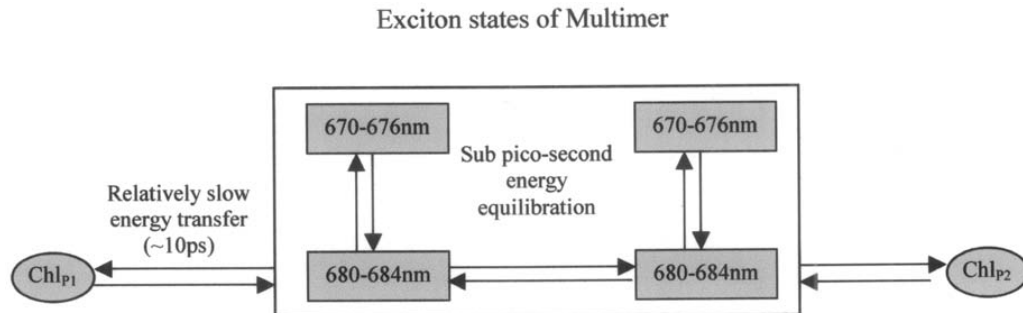 Exciton states of Multimer
670-676nm
670-676nm
Sub pico-second
energy
equilibration
Relatively slow
energy transfer
(~10ps)
ChlP1
680-684nm
680-684nm
ChlP2